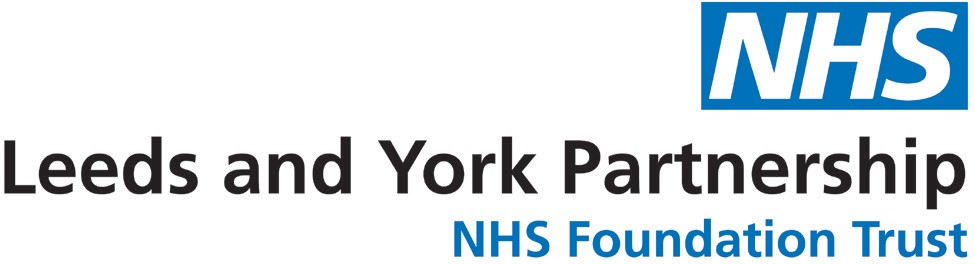 NHS
Leeds and York Partnership
NHS Foundation Trust